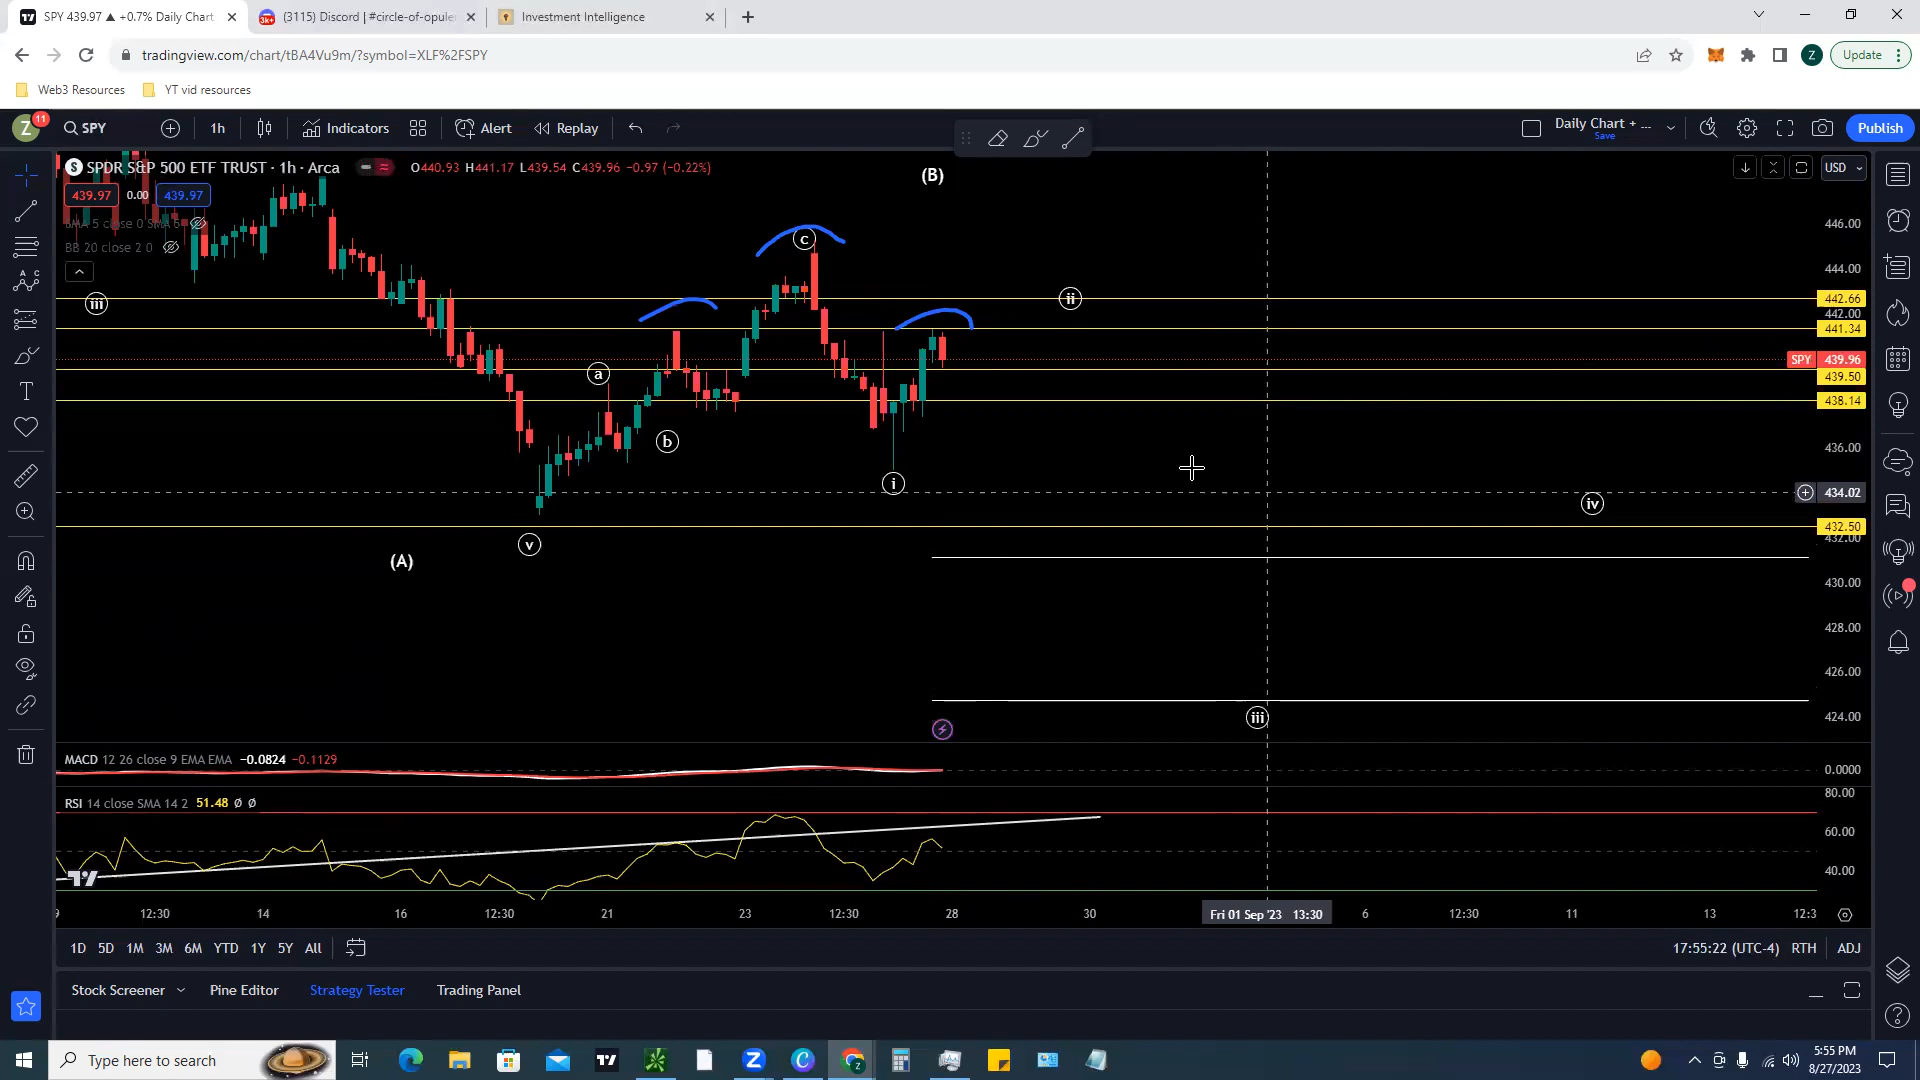 SPY 439.97 ▲ +0.7% Daily Chart
(3115) Discord | #circle-of-opule
Investment Intelligence
tradingview.com/chart/tBA4Vu9m/?symbol=XLF%2FSPY
Z
Update
Web3 Resources
YT vid resources
Z
11
SPY
1h
Indicators
Alert
Replay
Daily Chart + ...
Save
Publish
SPDR S&P 500 ETF TRUST · 1h · Arca
O440.93 H441.17 L439.54 C439.96 −0.97 (−0.22%)
USD
439.97
0.00
439.97
BB 20 close 2 0
(B)
c
iii
ii
a
b
i
iv
v
(A)
iii
446.00
444.00
442.66
442.00
441.34
SPY 439.96
439.50
438.14
436.00
434.02
432.50
432.00
430.00
428.00
426.00
424.00
MACD 12 26 close 9 EMA EMA −0.0824 −0.1129
0.0000
RSI 14 close SMA 14 2 51.48 Ø Ø
80.00
60.00
40.00
9 12:30 14 16 12:30 21 23 12:30 28 30 Fri 01 Sep '23 13:30 6 12:30 11 13 12:3
1D 5D 1M 3M 6M YTD 1Y 5Y All
17:55:22 (UTC-4) RTH ADJ
Stock Screener
Pine Editor
Strategy Tester
Trading Panel
Type here to search
5:55 PM
8/27/2023